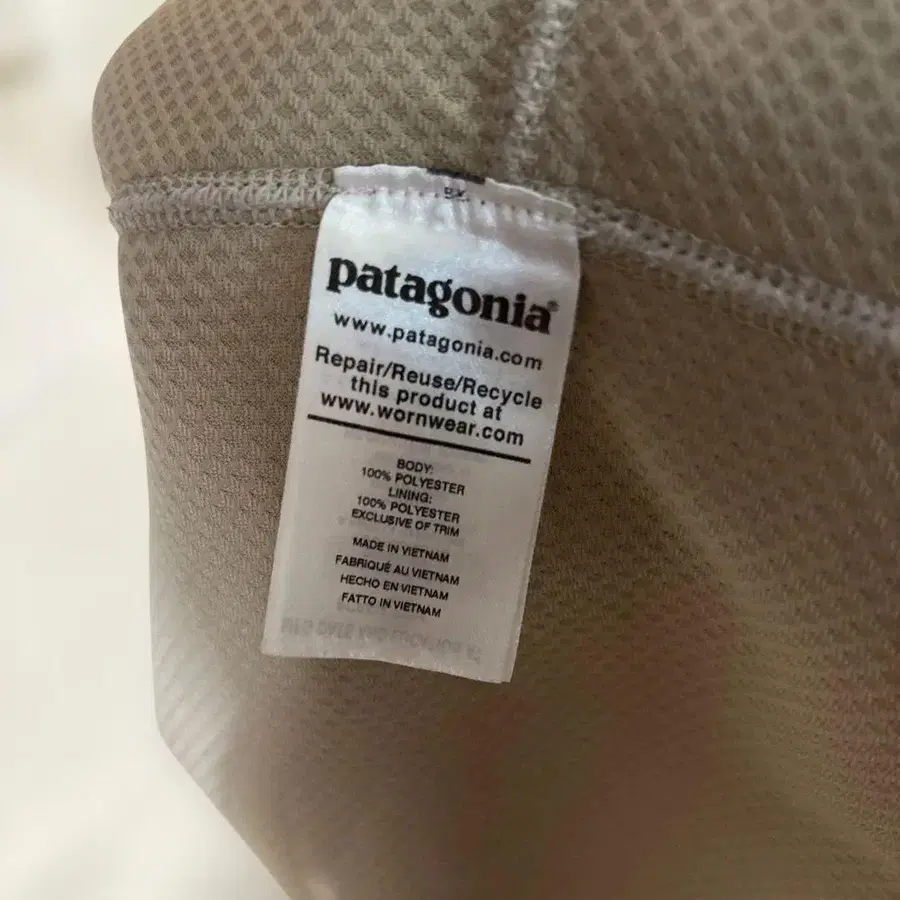 patagonia®
www.patagonia.com
Repair/Reuse/Recycle
this product at
www.wornwear.com
BODY:
100% POLYESTER
LINING:
100% POLYESTER
EXCLUSIVE OF TRIM
MADE IN VIETNAM
FABRIQUÉ AU VIETNAM
HECHO EN VIETNAM
FATTO IN VIETNAM